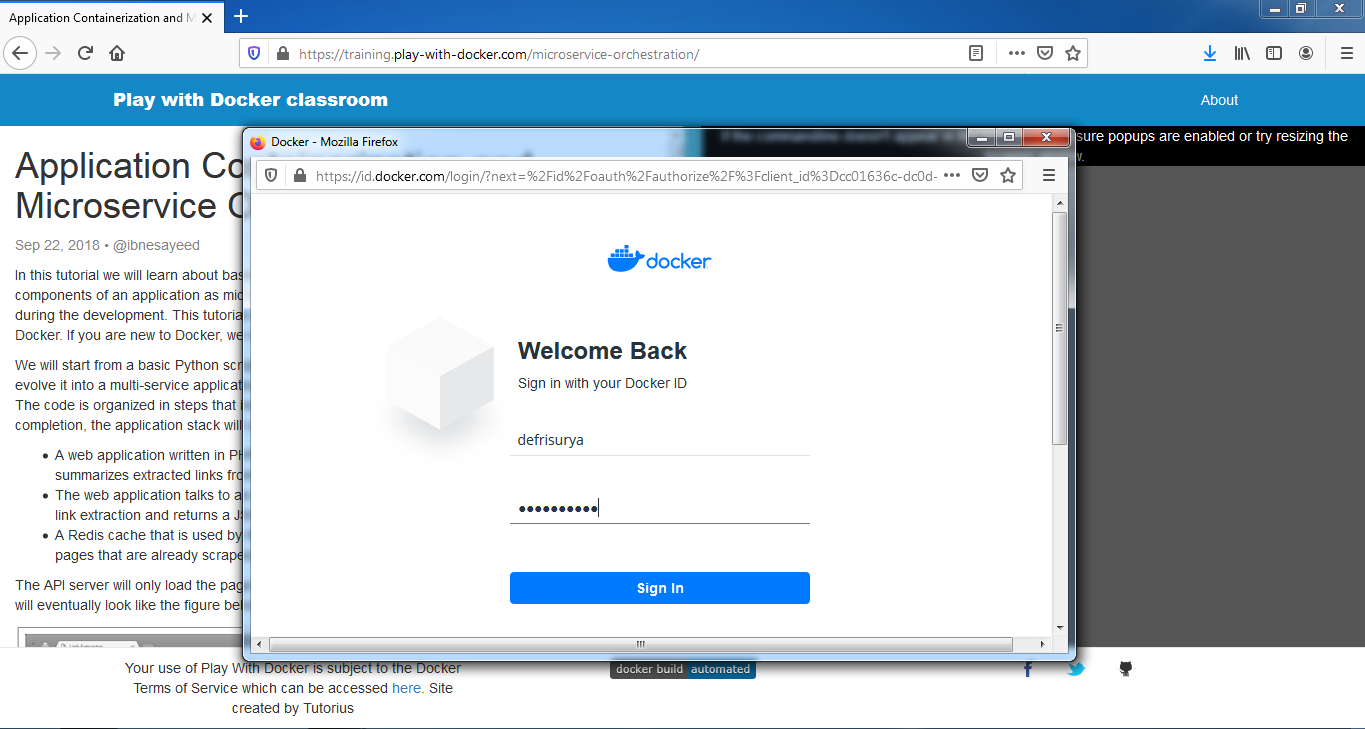 Application Containerization and M
https://training.play-with-docker.com/microservice-orchestration/
Play with Docker classroom
About
Docker - Mozilla Firefox
sure popups are enabled or try resizing the
https://id.docker.com/login/?next=%2Fid%2Foauth%2Fauthorize%2F%3Fclient_id%3Dcc01636c-dc0d-
docker
Welcome Back
Sign in with your Docker ID
defrisurya
••••••••••
Sign In
Application Co
Microservice O
Sep 22, 2018 • @ibnesayeed
In this tutorial we will learn about bas
components of an application as mic
during the development. This tutoria
Docker. If you are new to Docker, we
We will start from a basic Python scr
evolve it into a multi-service applicat
The code is organized in steps that i
completion, the application stack will
• A web application written in PH
summarizes extracted links fro
• The web application talks to a
link extraction and returns a JS
• A Redis cache that is used by
pages that are already scrape
The API server will only load the pag
will eventually look like the figure bel
Your use of Play With Docker is subject to the Docker
Terms of Service which can be accessed here. Site
created by Tutorius
docker build automated